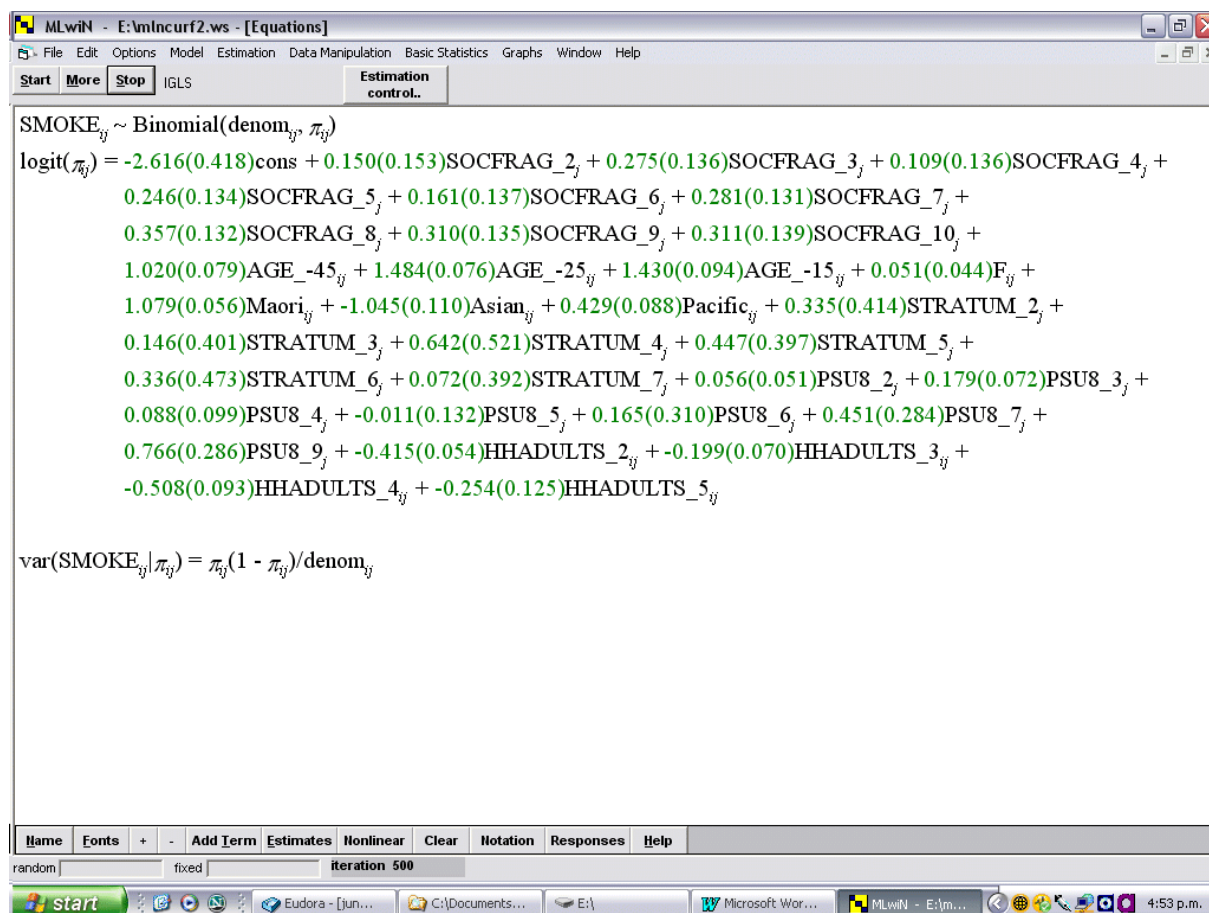 MLwiN - E:\mlncurf2.ws - [Equations]
File Edit Options Model Estimation Data Manipulation Basic Statistics Graphs Window Help
Start More Stop IGLS Estimation control..
SMOKEij ~ Binomial(denomij, πij)
logit(πij) = -2.616(0.418)cons + 0.150(0.153)SOCFRAG_2j + 0.275(0.136)SOCFRAG_3j + 0.109(0.136)SOCFRAG_4j +
0.246(0.134)SOCFRAG_5j + 0.161(0.137)SOCFRAG_6j + 0.281(0.131)SOCFRAG_7j +
0.357(0.132)SOCFRAG_8j + 0.310(0.135)SOCFRAG_9j + 0.311(0.139)SOCFRAG_10j +
1.020(0.079)AGE_-45ij + 1.484(0.076)AGE_-25ij + 1.430(0.094)AGE_-15ij + 0.051(0.044)Fij +
1.079(0.056)Maoriij + -1.045(0.110)Asianij + 0.429(0.088)Pacificij + 0.335(0.414)STRATUM_2j +
0.146(0.401)STRATUM_3j + 0.642(0.521)STRATUM_4j + 0.447(0.397)STRATUM_5j +
0.336(0.473)STRATUM_6j + 0.072(0.392)STRATUM_7j + 0.056(0.051)PSU8_2j + 0.179(0.072)PSU8_3j +
0.088(0.099)PSU8_4j + -0.011(0.132)PSU8_5j + 0.165(0.310)PSU8_6j + 0.451(0.284)PSU8_7j +
0.766(0.286)PSU8_9j + -0.415(0.054)HHADULTS_2ij + -0.199(0.070)HHADULTS_3ij +
-0.508(0.093)HHADULTS_4ij + -0.254(0.125)HHADULTS_5ij
var(SMOKEij|πij) = πij(1 - πij)/denomij
Name Fonts + - Add Term Estimates Nonlinear Clear Notation Responses Help
random fixed iteration 500
start Eudora - [jun... C:\Documents... E:\ Microsoft Wor... MLwiN - E:\m... 4:53 p.m.